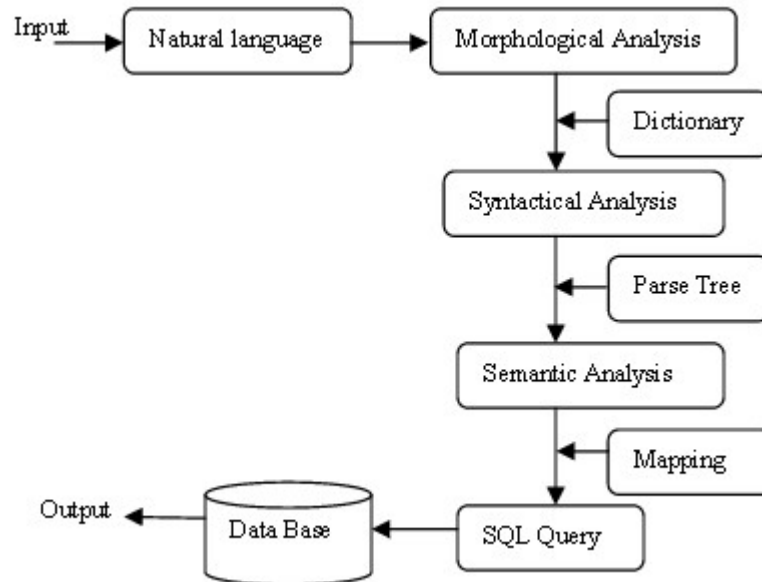 Input
Natural language
Morphological Analysis
Dictionary
Syntactical Analysis
Parse Tree
Semantic Analysis
Mapping
SQL Query
Data Base
Output